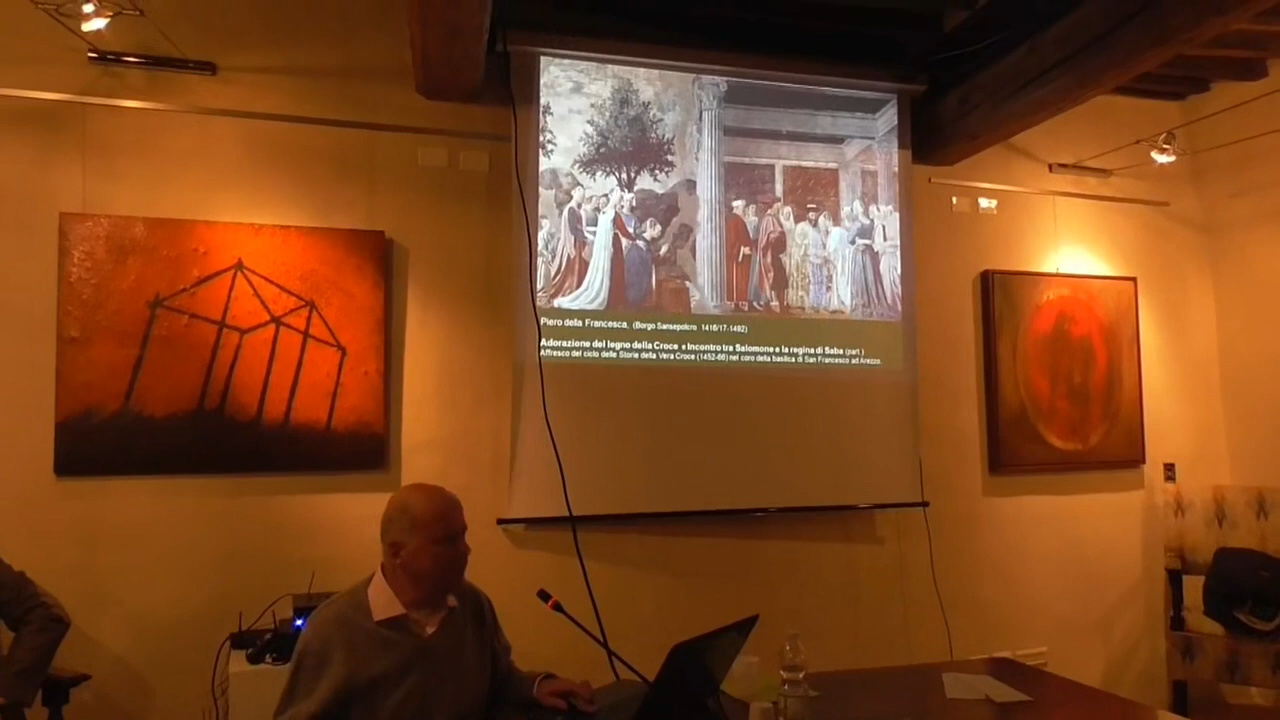 Piero della Francesca, (Borgo Sansepolcro 1416/17-1492)
Adorazione del legno della Croce e Incontro tra Salomone e la regina di Saba (part.)
Affresco del ciclo delle Storie della Vera Croce (1452-66) nel coro della basilica di San Francesco ad Arezzo.